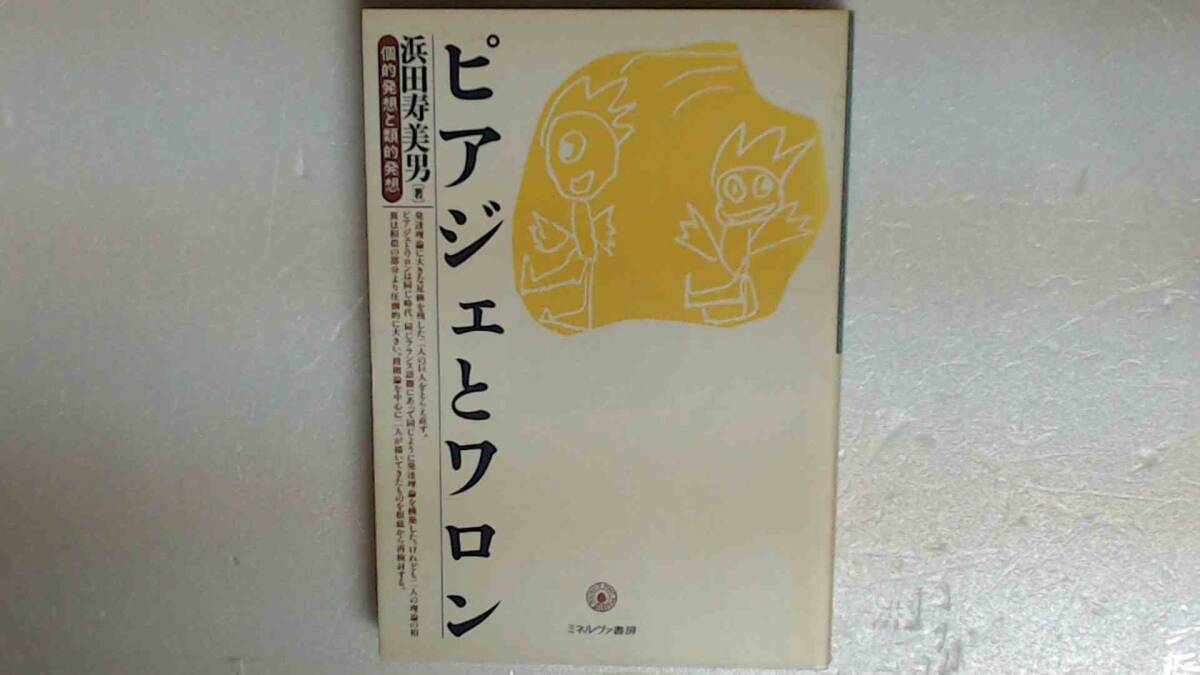 ピアジェとワロン
浜田寿美男[著]
個的発想と類的発想
発達理論に大きな足跡を残した二人の巨人をとらえ直す。
ピアジェとワロンは同じ時代、同じフランス語圏にあって同じように発達理論を構築した。けれども二人の理論の相
異は相似の部分より圧倒的に大きい。段階論を中心に二人が描いてきたものを根底から再検討する。
ミネルヴァ書房